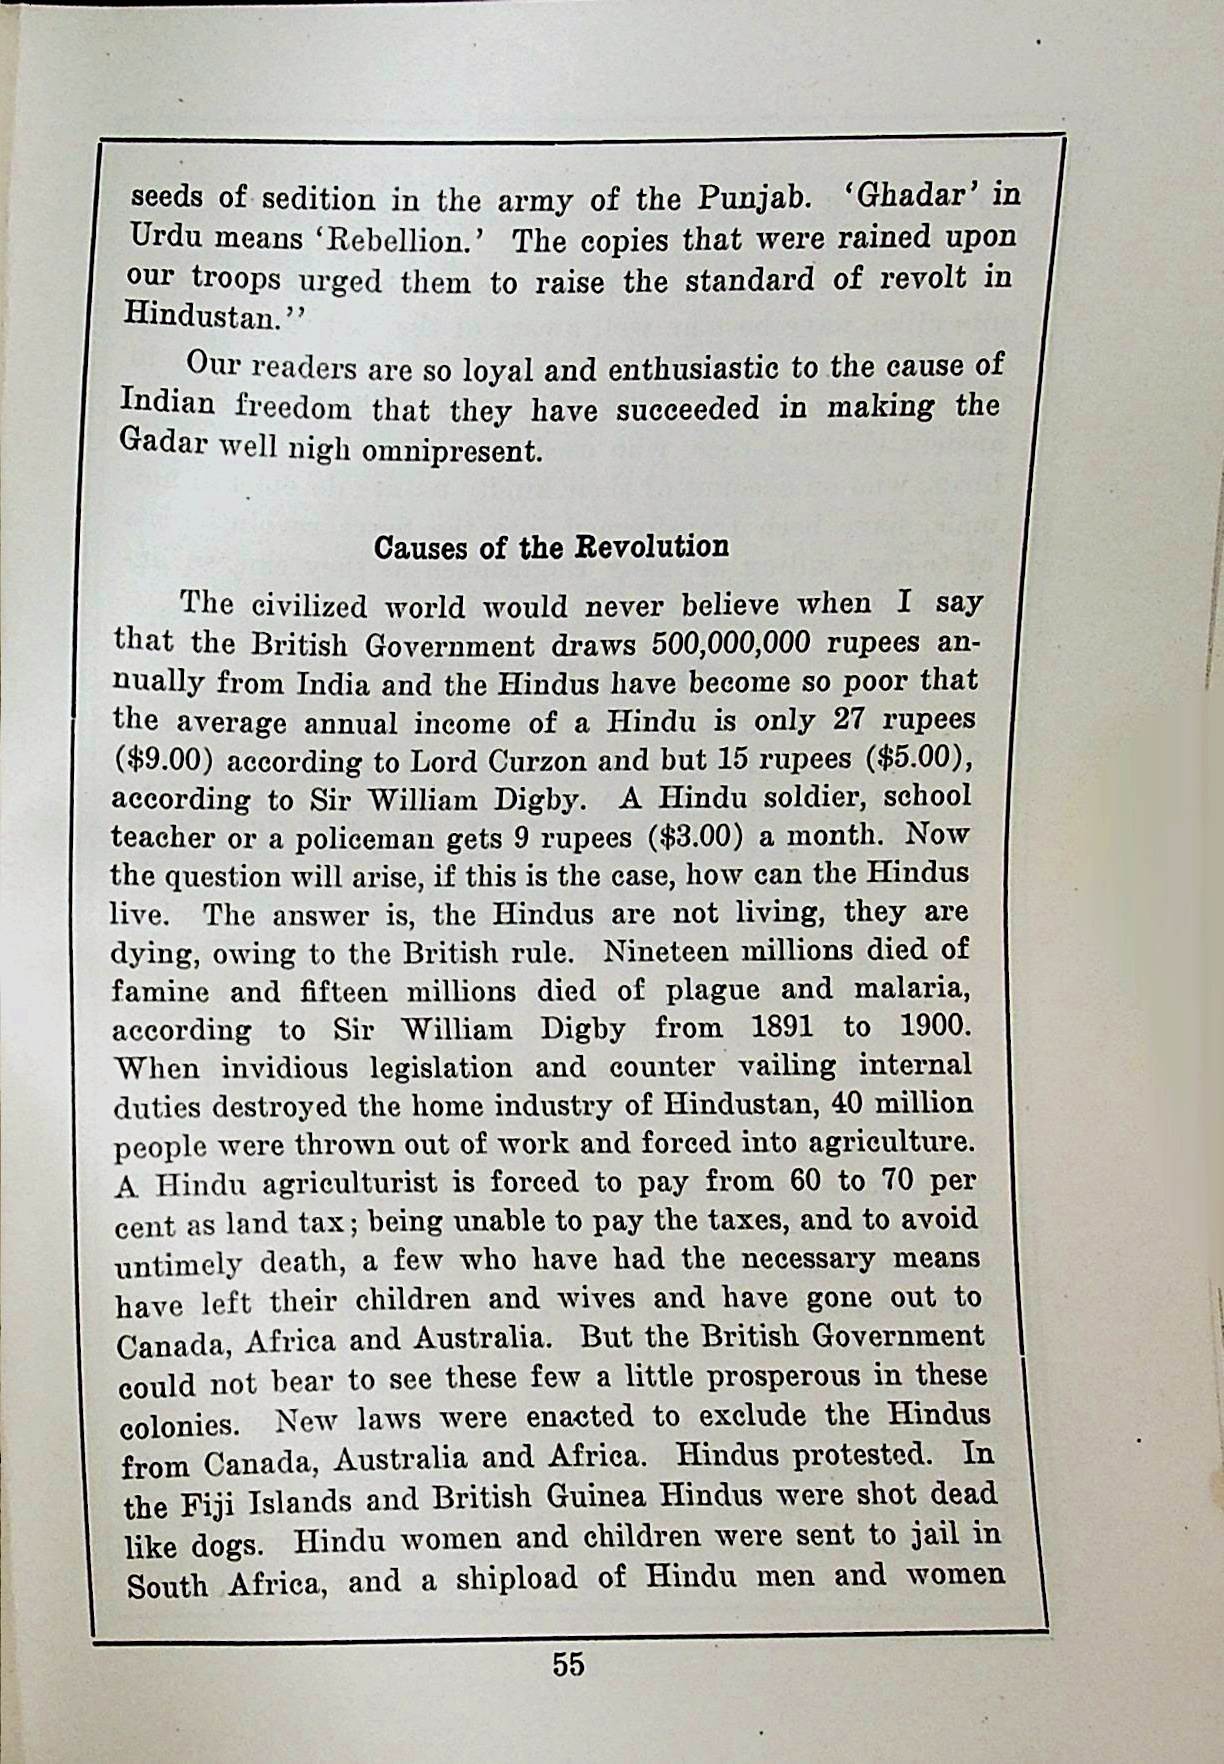 seeds of sedition in the army of the Punjab. ‘Ghadar’ in
Urdu means ‘Rebellion.’ The copies that were rained upon
our troops urged them to raise the standard of revolt in
Hindustan.’’
Our readers are so loyal and enthusiastic to the cause of
Indian freedom that they have succeeded in making the
Gadar well nigh omnipresent.
Causes of the Revolution
The civilized world would never believe when I say
that the British Government draws 500,000,000 rupees an-
nually from India and the Hindus have become so poor that
the average annual income of a Hindu is only 27 rupees
($9.00) according to Lord Curzon and but 15 rupees ($5.00),
according to Sir William Digby. A Hindu soldier, school
teacher or a policeman gets 9 rupees ($3.00) a month. Now
the question will arise, if this is the case, how can the Hindus
live. The answer is, the Hindus are not living, they are
dying, owing to the British rule. Nineteen millions died of
famine and fifteen millions died of plague and malaria,
according to Sir William Digby from 1891 to 1900.
When invidious legislation and counter vailing internal
duties destroyed the home industry of Hindustan, 40 million
people were thrown out of work and forced into agriculture.
A Hindu agriculturist is forced to pay from 60 to 70 per
cent as land tax; being unable to pay the taxes, and to avoid
untimely death, a few who have had the necessary means
have left their children and wives and have gone out to
Canada, Africa and Australia. But the British Government
could not bear to see these few a little prosperous in these
colonies. New laws were enacted to exclude the Hindus
from Canada, Australia and Africa. Hindus protested. In
the Fiji Islands and British Guinea Hindus were shot dead
like dogs. Hindu women and children were sent to jail in
South Africa, and a shipload of Hindu men and women
55